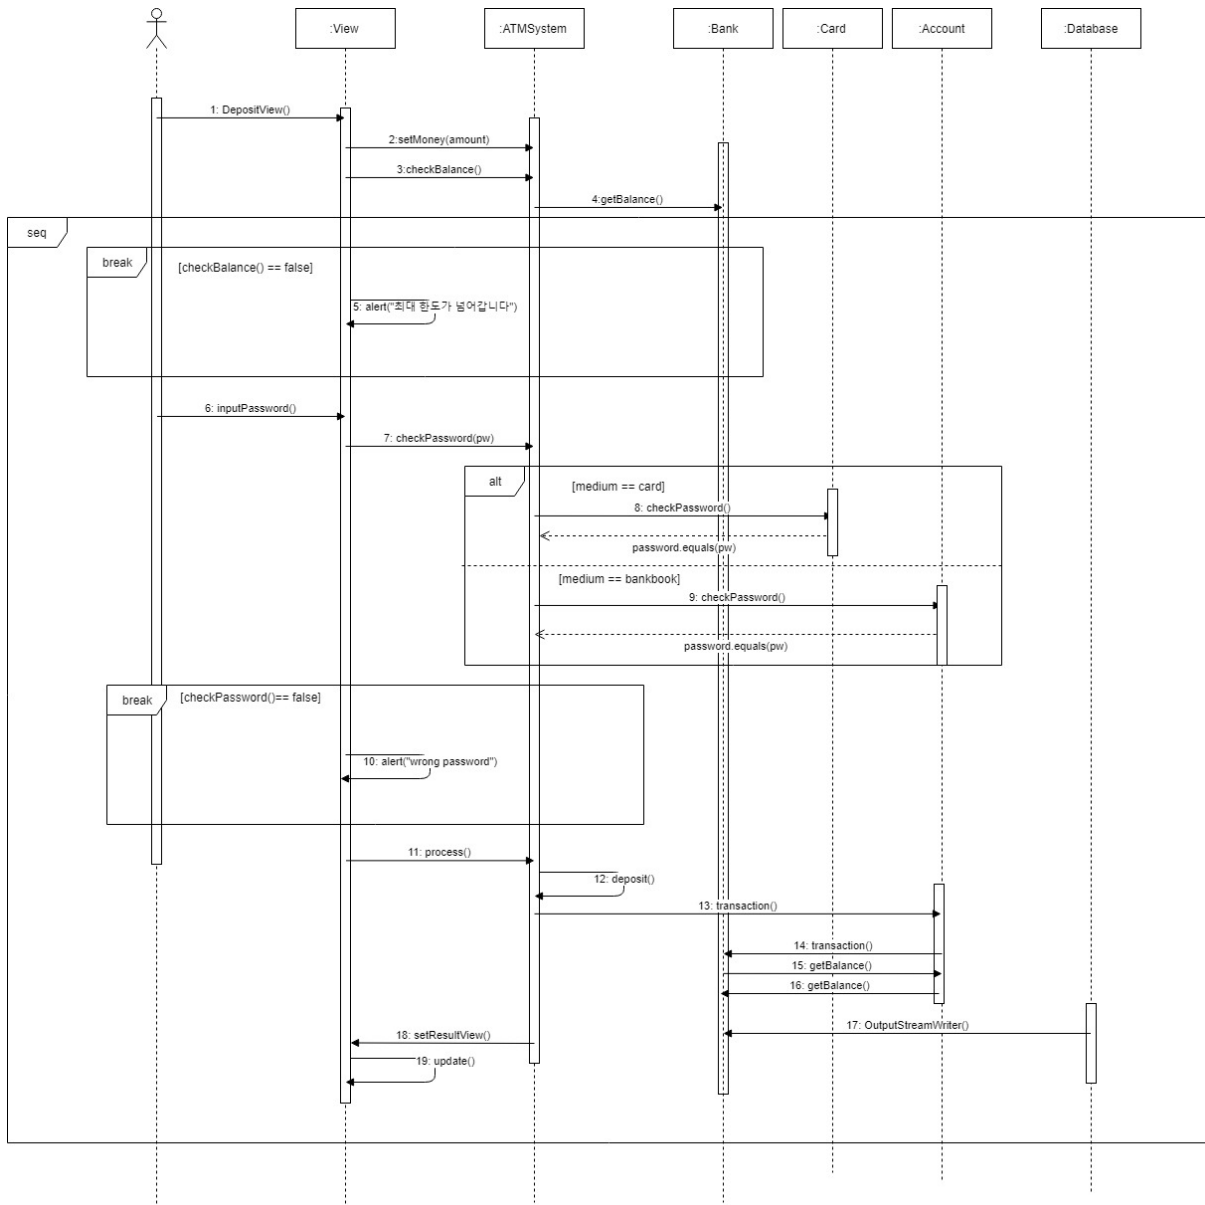 :View
:ATMSystem
:Bank
:Card
:Account
:Database
1: DepositView()
2:setMoney(amount)
3:checkBalance()
4:getBalance()
seq
break
[checkBalance() == false]
5: alert("최대 한도가 넘어갑니다")
6: inputPassword()
7: checkPassword(pw)
alt
[medium == card]
8: checkPassword()
password.equals(pw)
[medium == bankbook]
9: checkPassword()
password.equals(pw)
break
[checkPassword()== false]
10: alert("wrong password")
11: process()
12: deposit()
13: transaction()
14: transaction()
15: getBalance()
16: getBalance()
17: OutputStreamWriter()
18: setResultView()
19: update()